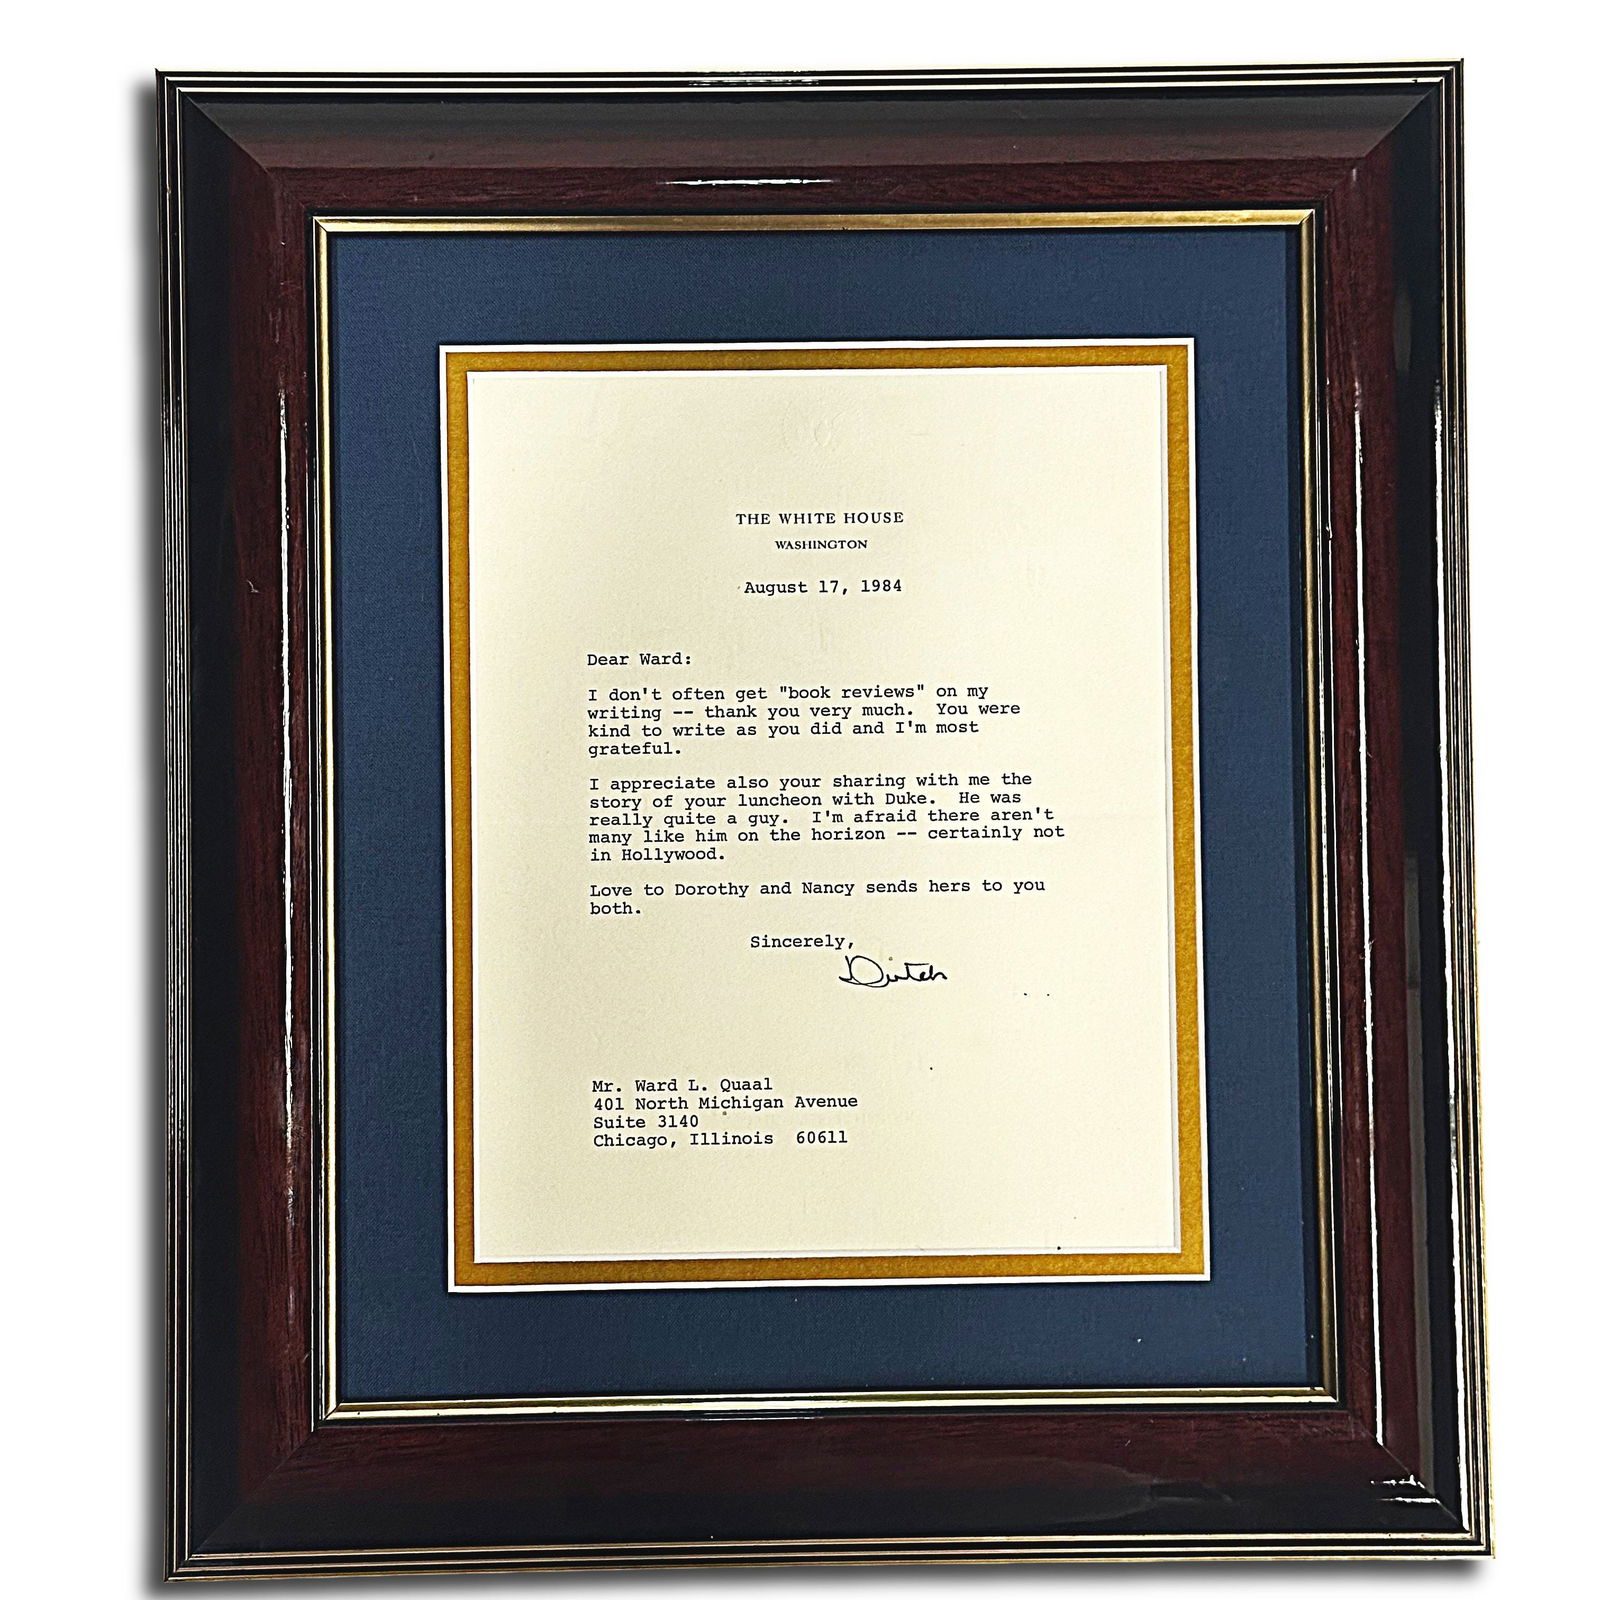 THE WHITE HOUSE
WASHINGTON
August 17, 1984
Dear Ward:
I don't often get "book reviews" on my
writing -- thank you very much. You were
kind to write as you did and I'm most
grateful.
I appreciate also your sharing with me the
story of your luncheon with Duke. He was
really quite a guy. I'm afraid there aren't
many like him on the horizon -- certainly not
in Hollywood.
Love to Dorothy and Nancy sends hers to you
both.
Sincerely,
Dutch
Mr. Ward L. Quaal
401 North Michigan Avenue
Suite 3140
Chicago, Illinois 60611